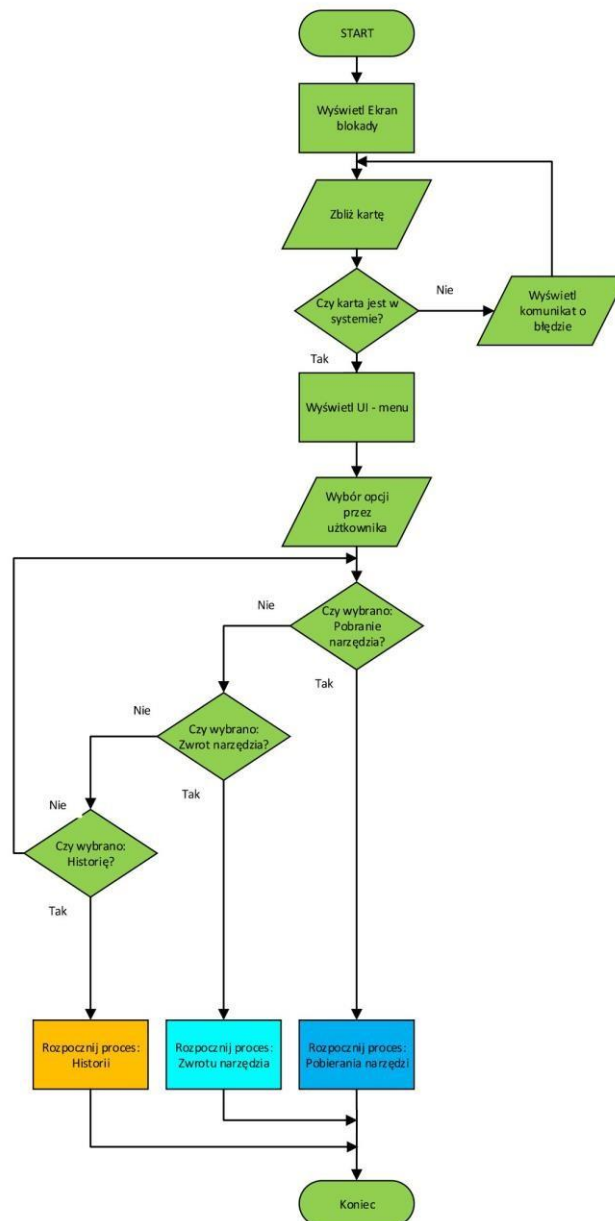 START
Wyświetl Ekran
blokady
Zbliż kartę
Czy karta jest w
systemie?
Nie
Wyświetl
komunikat o
błędzie
Tak
Wyświetl UI - menu
Wybór opcji
przez
użtkownika
Czy wybrano:
Pobranie
narzędzia?
Nie
Tak
Czy wybrano:
Zwrot narzędzia?
Nie
Tak
Czy wybrano:
Historię?
Nie
Tak
Rozpocznij proces:
Historii
Rozpocznij proces:
Zwrotu narzędzia
Rozpocznij proces:
Pobierania narzędzi
Koniec